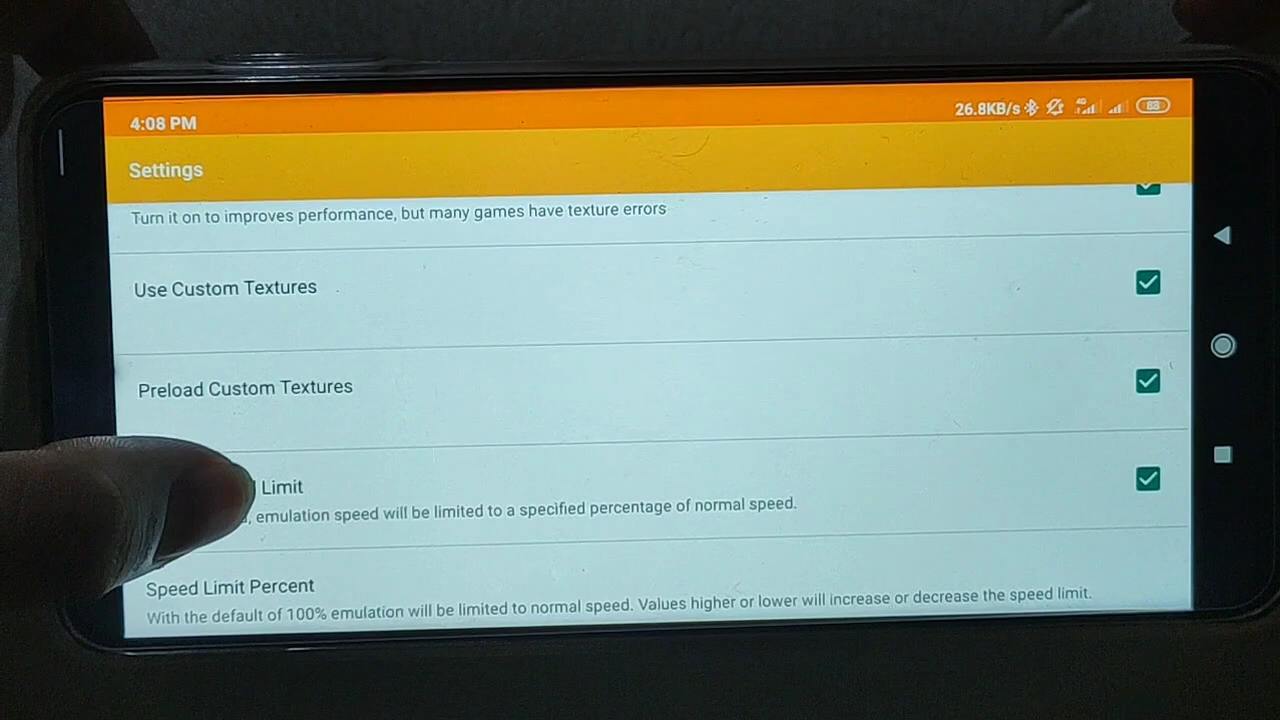 4:08 PM 26.8KB/s 4G 88
Settings
Turn it on to improves performance, but many games have texture errors
Use Custom Textures
Preload Custom Textures
Limit
, emulation speed will be limited to a specified percentage of normal speed.
Speed Limit Percent
With the default of 100% emulation will be limited to normal speed. Values higher or lower will increase or decrease the speed limit.